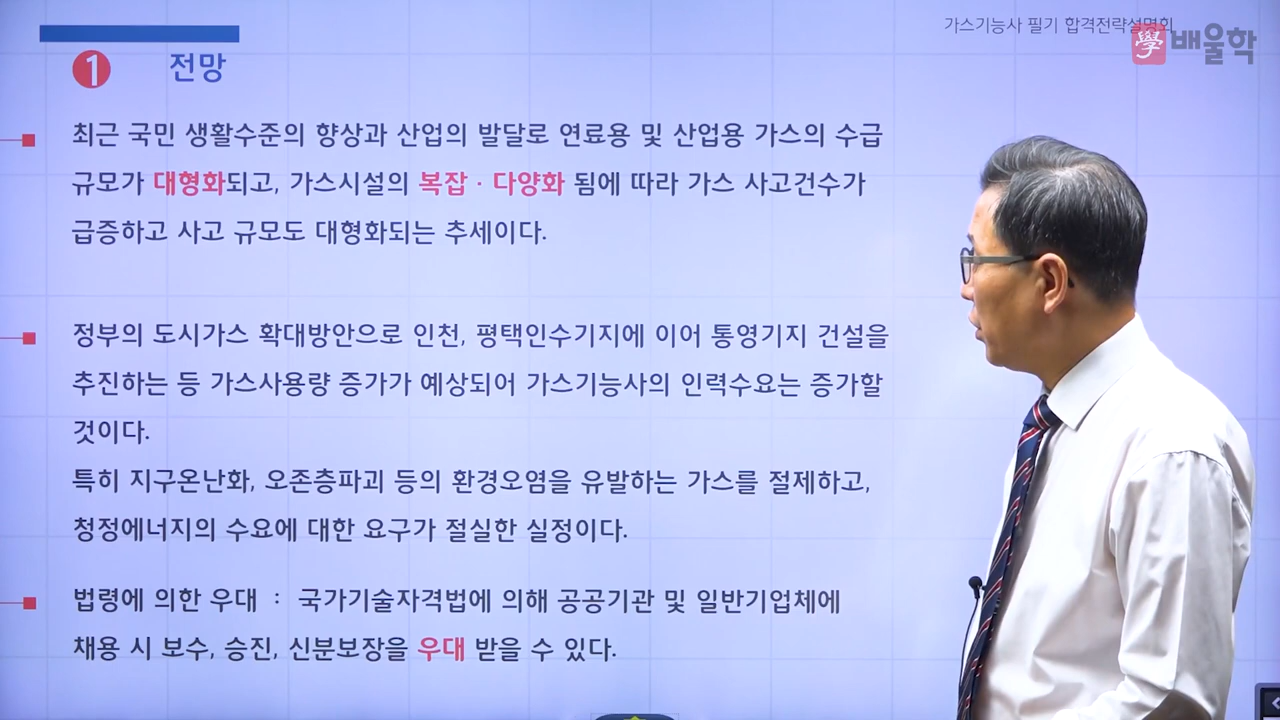 가스기능사 필기 합격전략설명회
學 배울학
1 전망
최근 국민 생활수준의 향상과 산업의 발달로 연료용 및 산업용 가스의 수급
규모가 대형화되고, 가스시설의 복잡 · 다양화 됨에 따라 가스 사고건수가
급증하고 사고 규모도 대형화되는 추세이다.
정부의 도시가스 확대방안으로 인천, 평택인수기지에 이어 통영기지 건설을
추진하는 등 가스사용량 증가가 예상되어 가스기능사의 인력수요는 증가할
것이다.
특히 지구온난화, 오존층파괴 등의 환경오염을 유발하는 가스를 절제하고,
청정에너지의 수요에 대한 요구가 절실한 실정이다.
법령에 의한 우대 : 국가기술자격법에 의해 공공기관 및 일반기업체에
채용 시 보수, 승진, 신분보장을 우대 받을 수 있다.